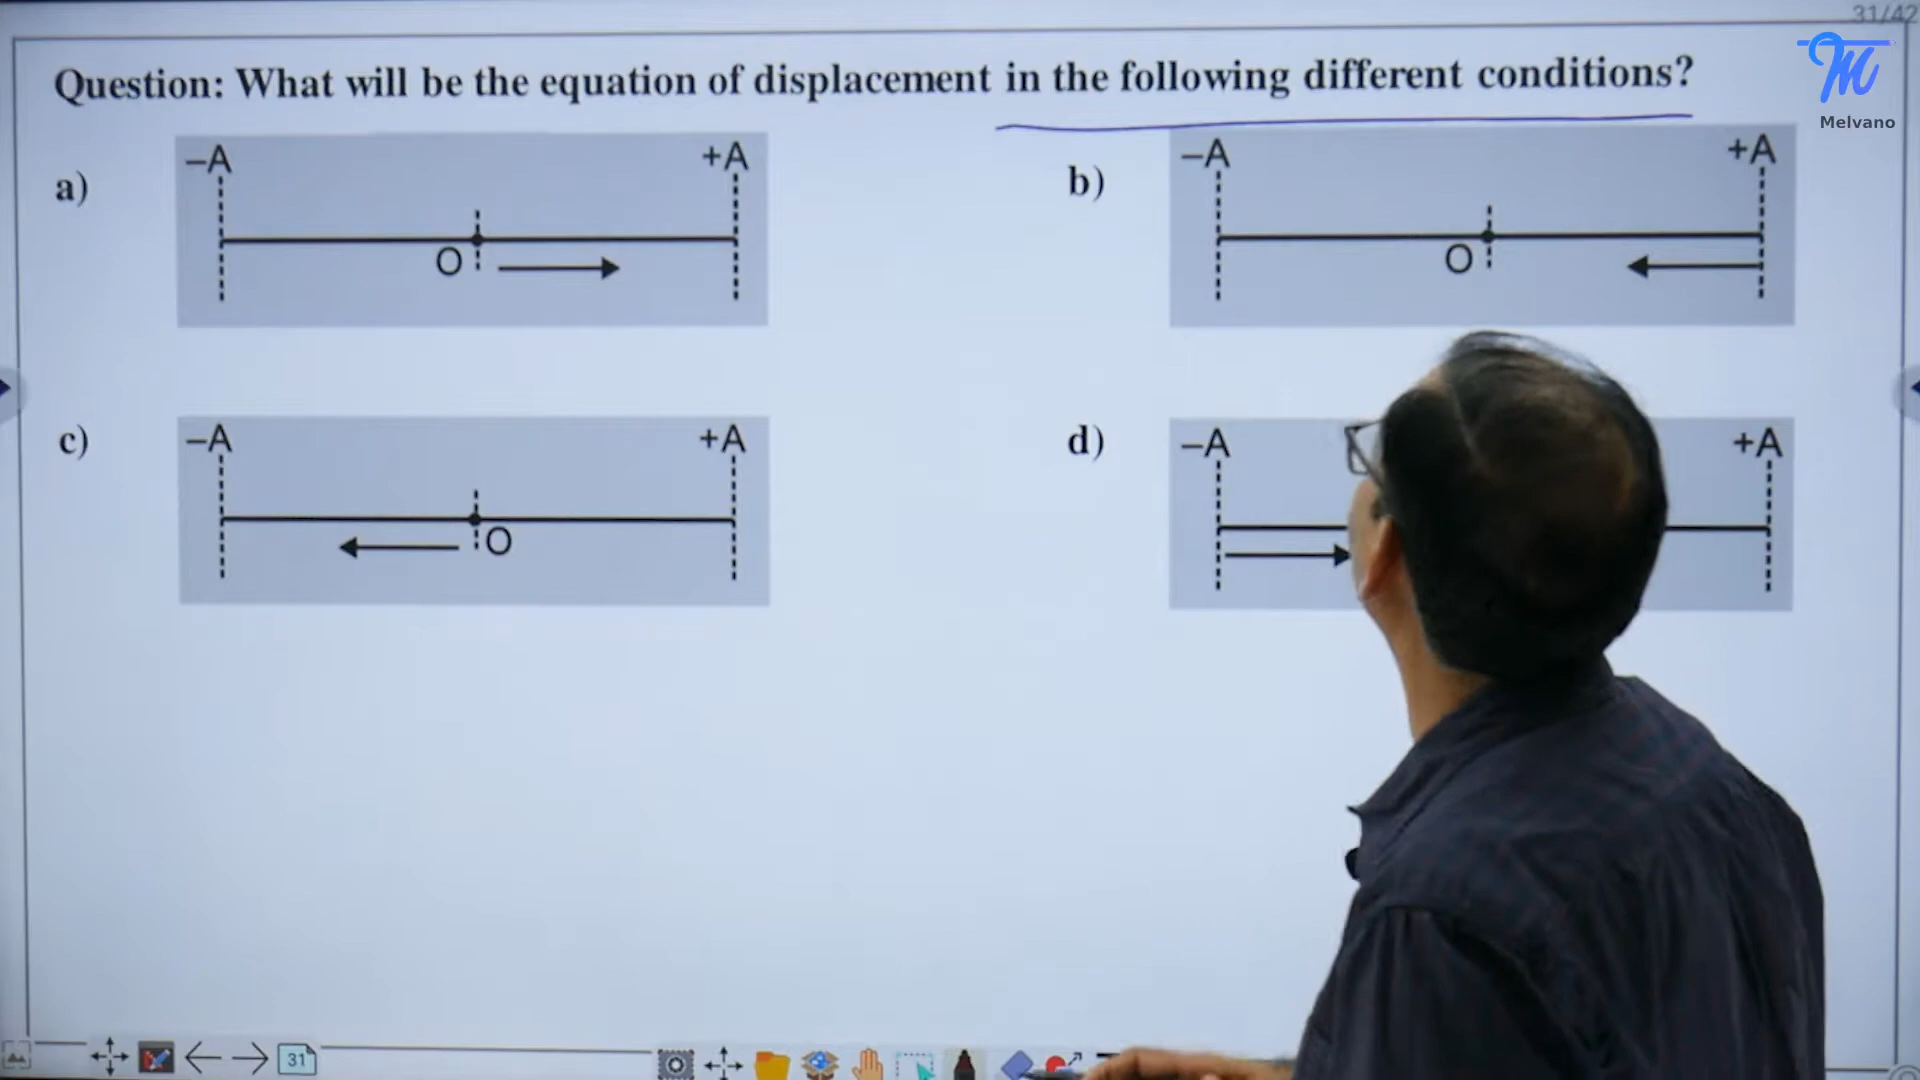 31/42
Melvano
Question: What will be the equation of displacement in the following different conditions?
a)
–A
+A
O
b)
–A
+A
O
c)
–A
+A
O
d)
–A
+A
31